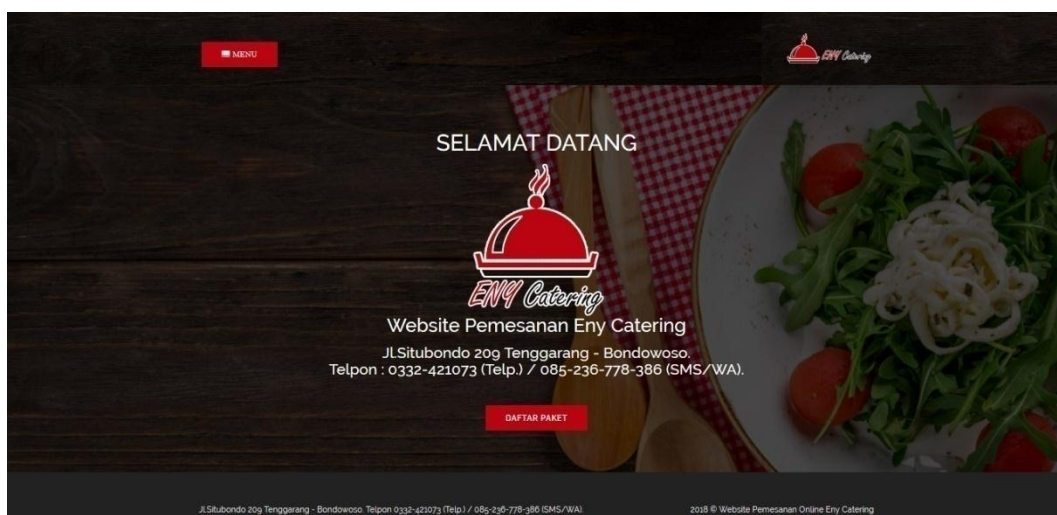 MENU
ENY Catering
SELAMAT DATANG
ENY Catering
Website Pemesanan Eny Catering
Jl.Situbondo 209 Tenggarang - Bondowoso.
Telpon : 0332-421073 (Telp.) / 085-236-778-386 (SMS/WA).
DAFTAR PAKET
Jl.Situbondo 209 Tenggarang - Bondowoso. Telpon 0332-421073 (Telp.) / 085-236-778-386 (SMS/WA)
2018 © Website Pemesanan Online Eny Catering